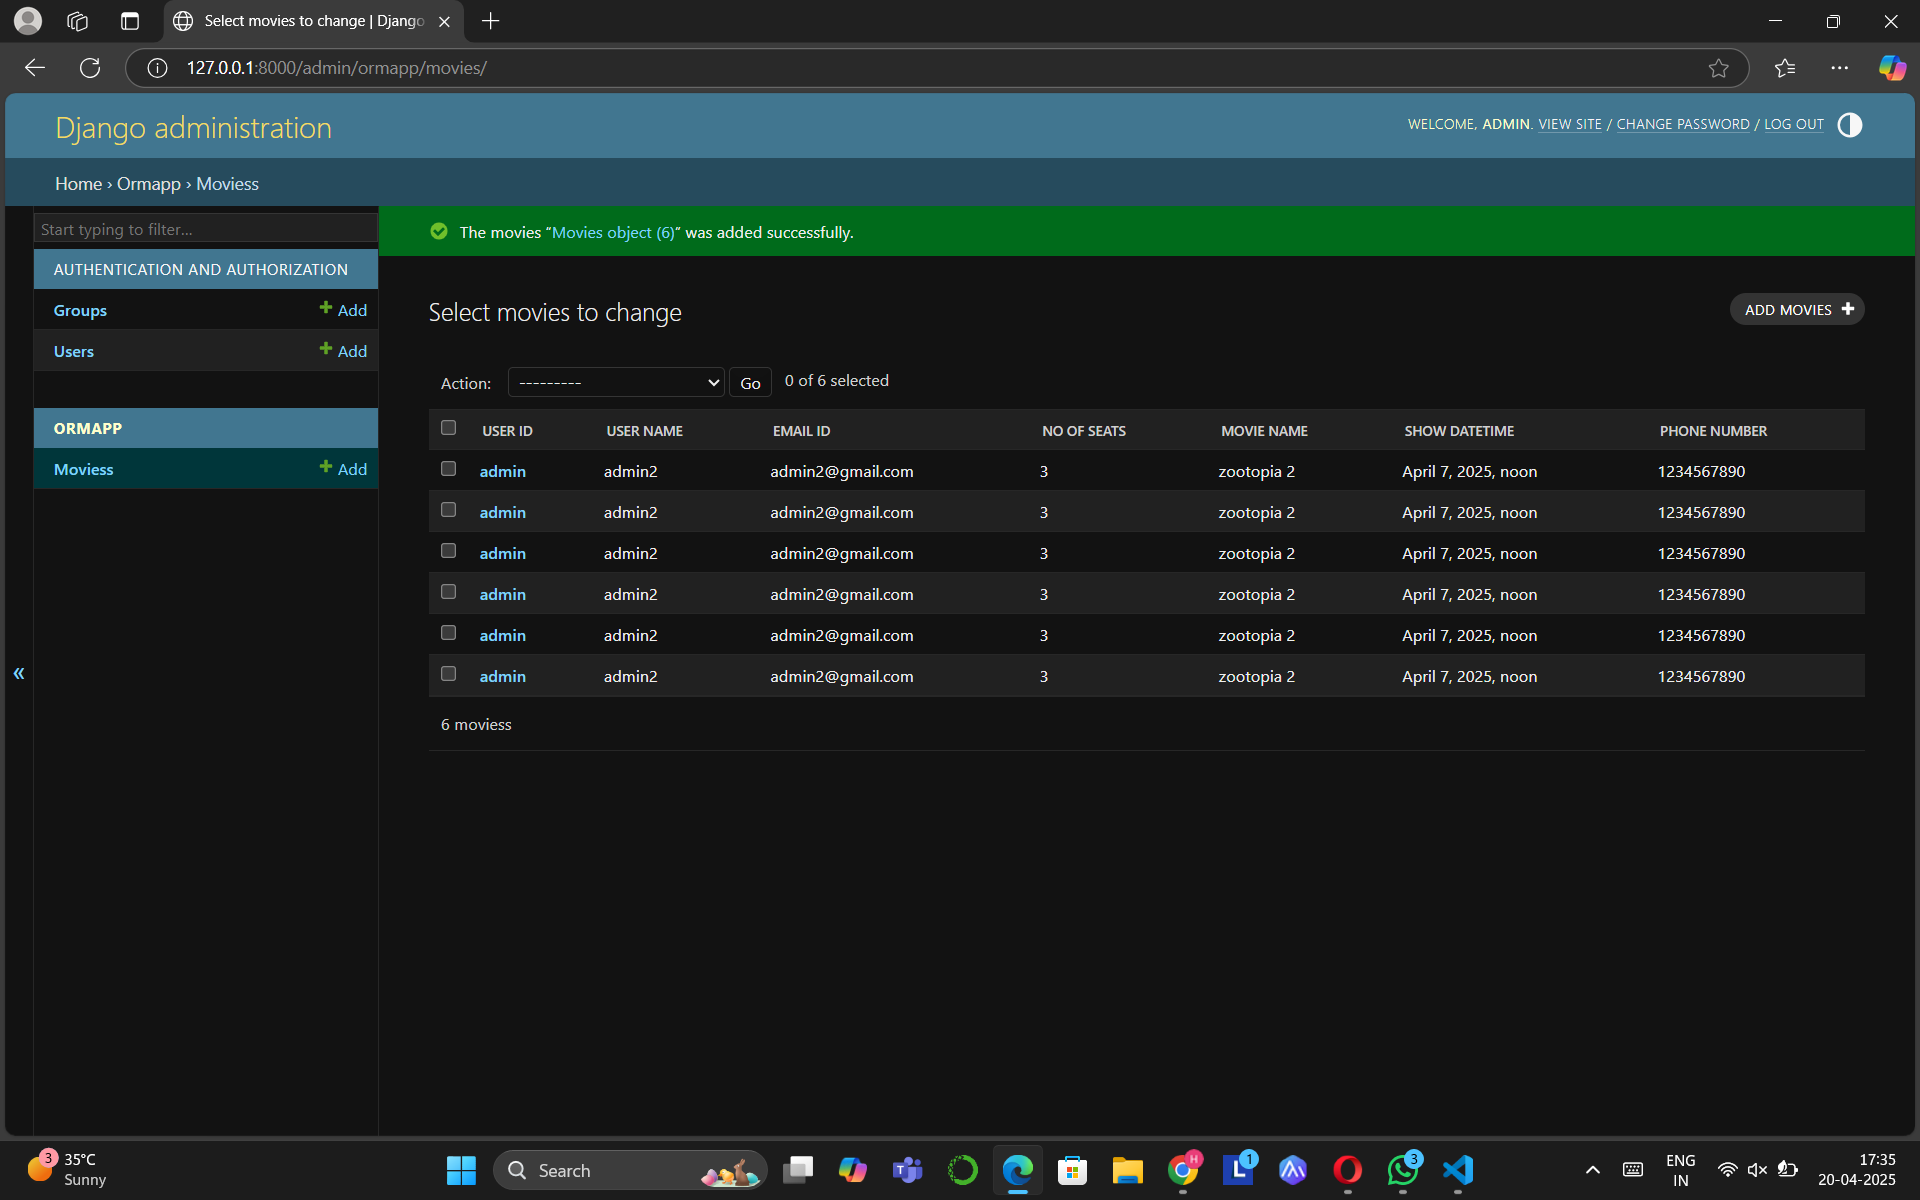 Select movies to change | Django
127.0.0.1:8000/admin/ormapp/movies/
Django administration
WELCOME, ADMIN. VIEW SITE / CHANGE PASSWORD / LOG OUT
Home › Ormapp › Moviess
Start typing to filter...
AUTHENTICATION AND AUTHORIZATION
Groups + Add
Users + Add
ORMAPP
Moviess + Add
«
The movies “Movies object (6)” was added successfully.
Select movies to change
ADD MOVIES +
Action: --------- Go 0 of 6 selected
USER ID USER NAME EMAIL ID NO OF SEATS MOVIE NAME SHOW DATETIME PHONE NUMBER
admin admin2 admin2@gmail.com 3 zootopia 2 April 7, 2025, noon 1234567890
admin admin2 admin2@gmail.com 3 zootopia 2 April 7, 2025, noon 1234567890
admin admin2 admin2@gmail.com 3 zootopia 2 April 7, 2025, noon 1234567890
admin admin2 admin2@gmail.com 3 zootopia 2 April 7, 2025, noon 1234567890
admin admin2 admin2@gmail.com 3 zootopia 2 April 7, 2025, noon 1234567890
admin admin2 admin2@gmail.com 3 zootopia 2 April 7, 2025, noon 1234567890
6 moviess
3
35°C
Sunny
Search
H
L 1
3
ENG
IN
17:35
20-04-2025